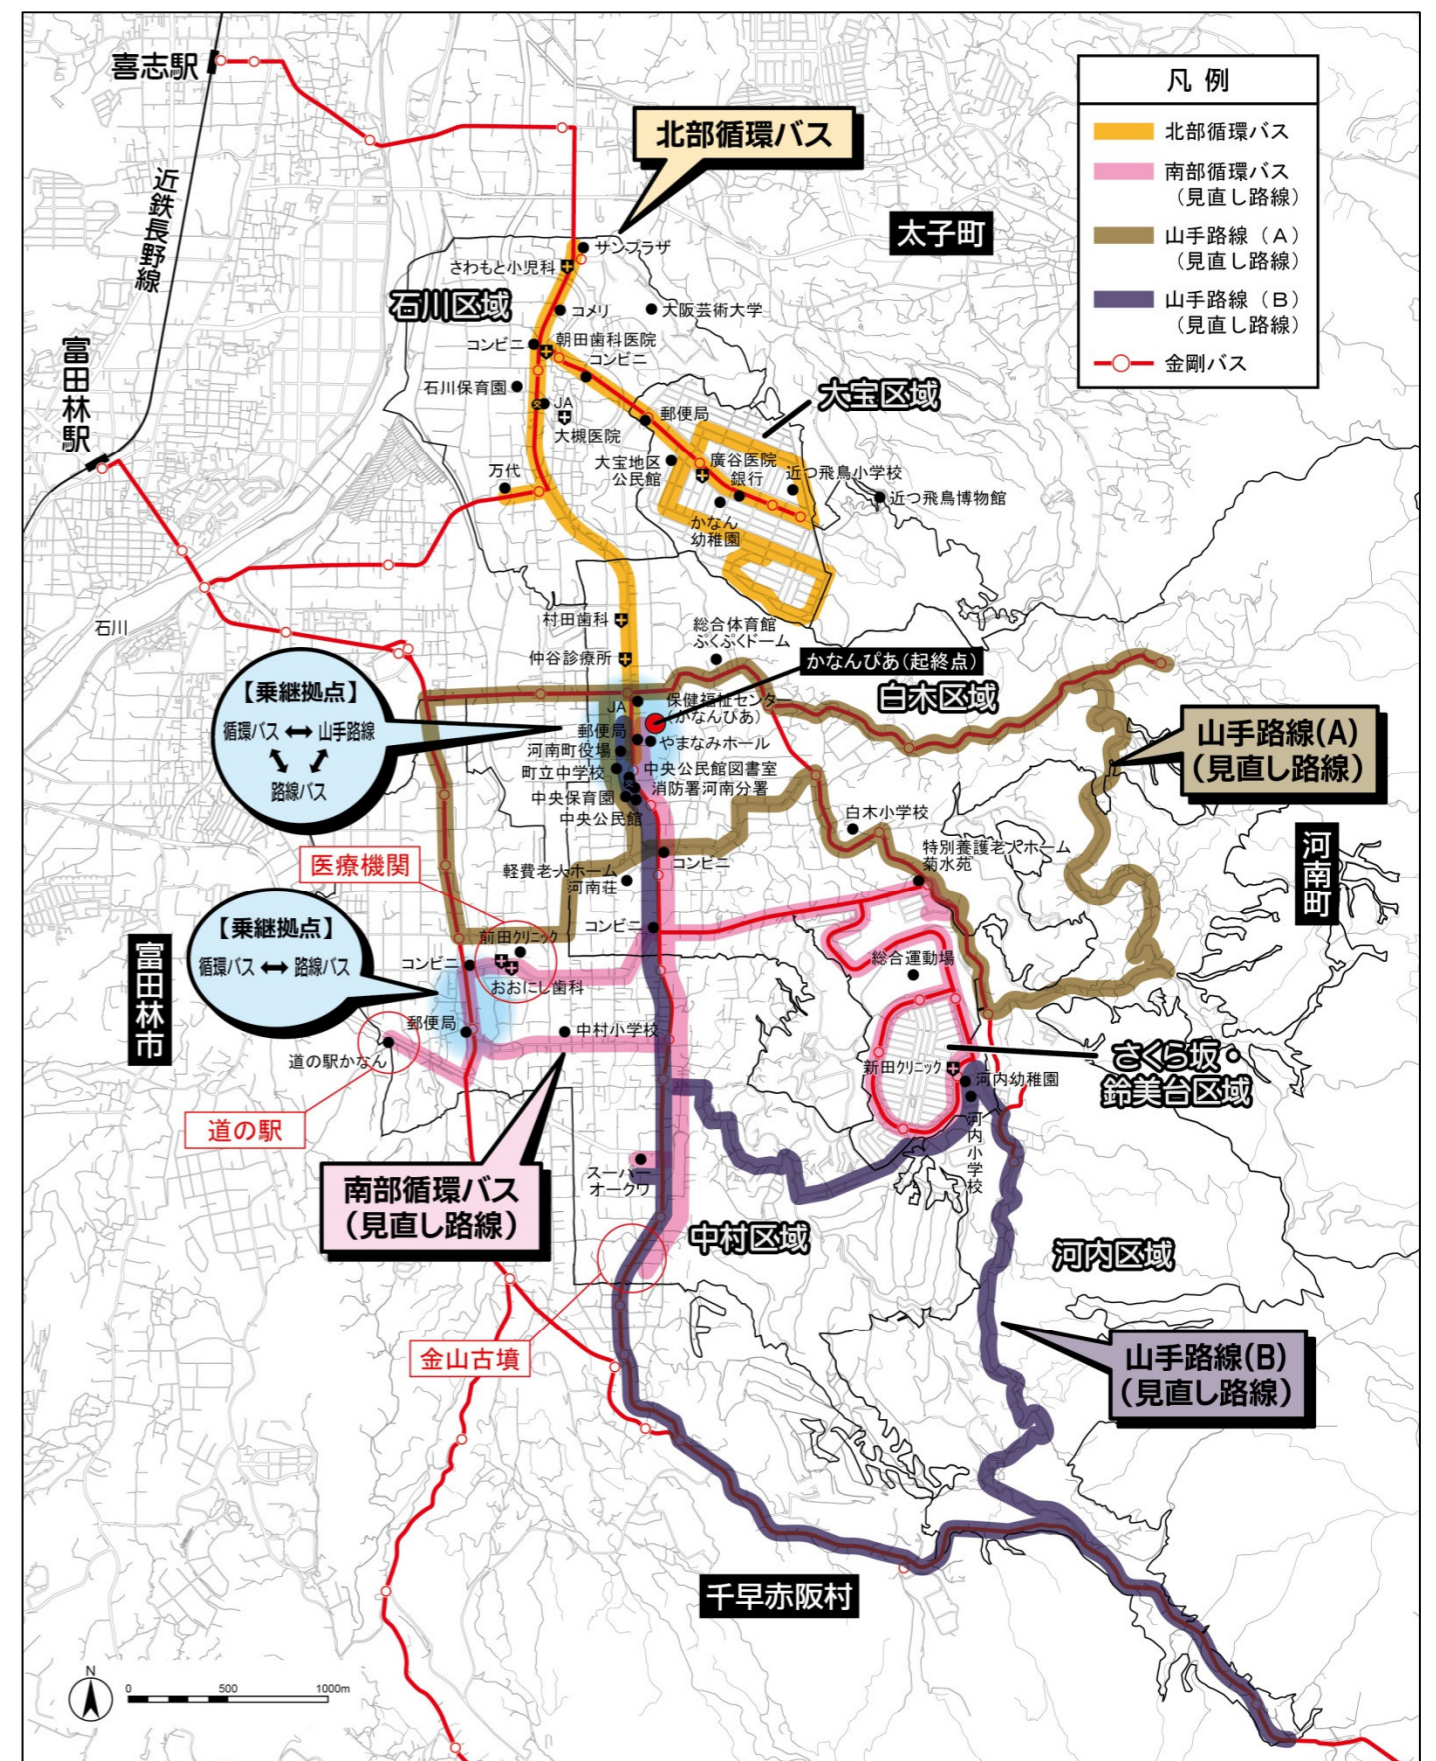 喜志駅
近鉄長野線
富田林駅
凡例
北部循環バス
南部循環バス
(見直し路線)
山手路線(A)
(見直し路線)
山手路線(B)
(見直し路線)
金剛バス
北部循環バス
太子町
サンプラザ
さわもと小児科
石川区域
コメリ
大阪芸術大学
コンビニ
朝田歯科医院
コンビニ
石川保育園
JA
大槻医院
大宝区域
郵便局
大宝地区
公民館
廣谷医院
銀行
近つ飛鳥小学校
近つ飛鳥博物館
万代
かなん
幼稚園
石川
村田歯科
総合体育館
ぷくぷくドーム
仲谷診療所
かなんぴあ(起終点)
白木区域
【乗継拠点】
循環バス ⟷ 山手路線
路線バス
JA
保健福祉センター
(かなんぴあ)
郵便局
やまなみホール
河南町役場
町立中学校
中央公民館図書室
消防署河南分署
中央保育園
中央公民館
山手路線(A)
(見直し路線)
白木小学校
特別養護老人ホーム
菊水苑
河南町
医療機関
軽費老人ホーム
河南荘
コンビニ
【乗継拠点】
循環バス ⟷ 路線バス
富田林市
コンビニ
前田クリニック
おおにし歯科
コンビニ
総合運動場
郵便局
中村小学校
道の駅かなん
新田クリニック
河内幼稚園
河内小学校
さくら坂・
鈴美台区域
道の駅
南部循環バス
(見直し路線)
スーパー
オークワ
中村区域
河内区域
金山古墳
山手路線(B)
(見直し路線)
千早赤阪村
N
0 500 1000m